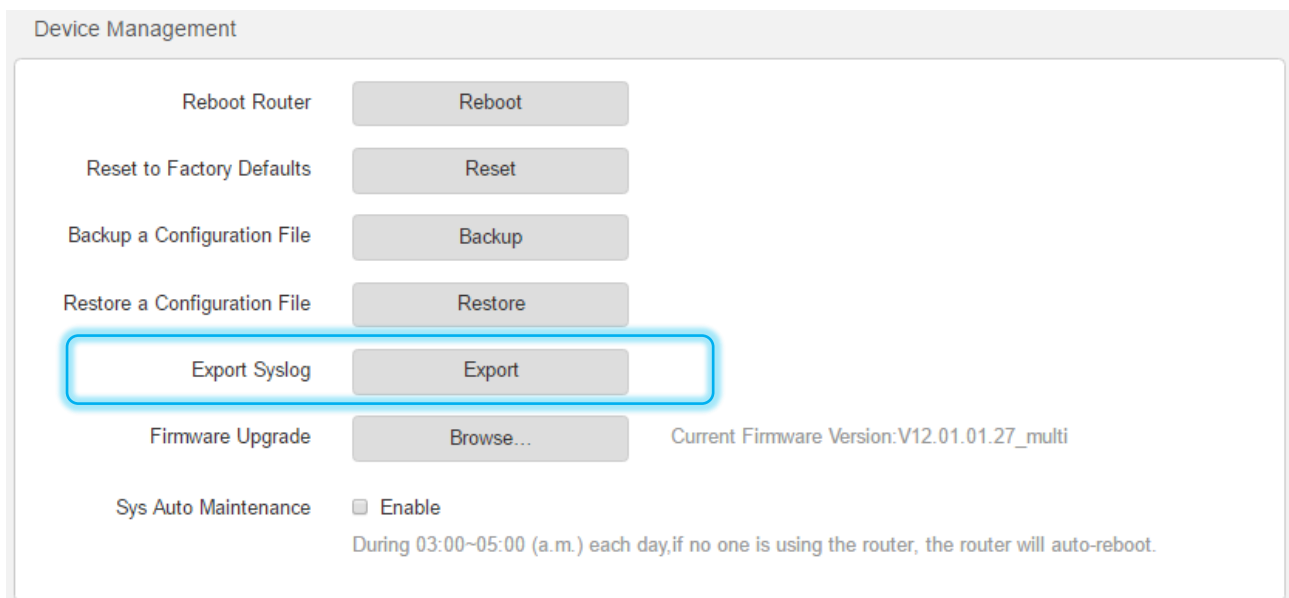 Device Management
Reboot Router Reboot
Reset to Factory Defaults Reset
Backup a Configuration File Backup
Restore a Configuration File Restore
Export Syslog Export
Firmware Upgrade Browse... Current Firmware Version:V12.01.01.27_multi
Sys Auto Maintenance Enable
During 03:00~05:00 (a.m.) each day,if no one is using the router, the router will auto-reboot.